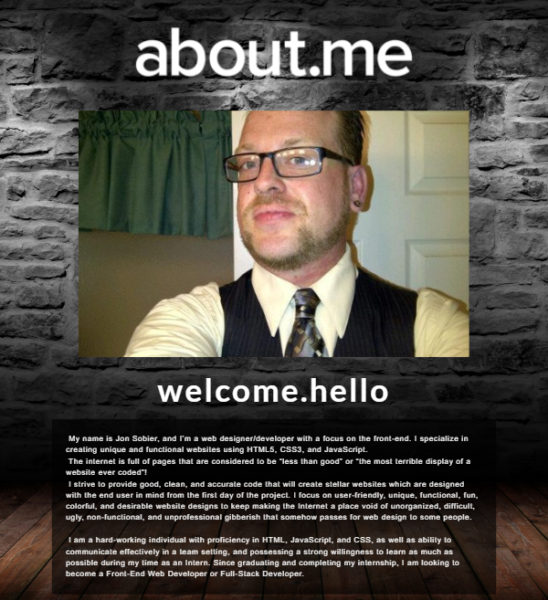 about.me
welcome.hello
My name is Jon Sobier, and I'm a web designer/developer with a focus on the front-end. I specialize in
creating unique and functional websites using HTML5, CSS3, and JavaScript.
The internet is full of pages that are considered to be "less than good" or "the most terrible display of a
website ever coded"!
I strive to provide good, clean, and accurate code that will create stellar websites which are designed
with the end user in mind from the first day of the project. I focus on user-friendly, unique, functional, fun,
colorful, and desirable website designs to keep making the Internet a place void of unorganized, difficult,
ugly, non-functional, and unprofessional gibberish that somehow passes for web design to some people.
I am a hard-working individual with proficiency in HTML, JavaScript, and CSS, as well as ability to
communicate effectively in a team setting, and possessing a strong willingness to learn as much as
possible during my time as an Intern. Since graduating and completing my internship, I am looking to
become a Front-End Web Developer or Full-Stack Developer.